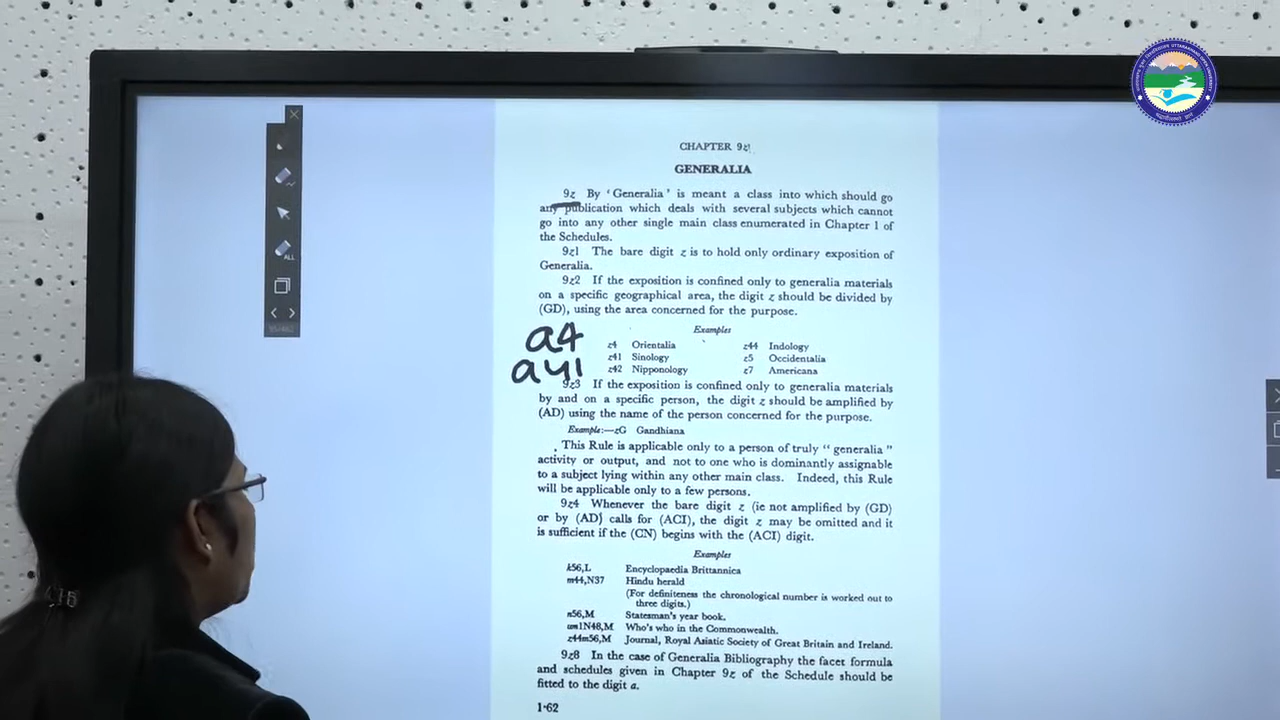 CHAPTER 9z
GENERALIA
9z By ‘Generalia’ is meant a class into which should go
any publication which deals with several subjects which cannot
go into any other single main class enumerated in Chapter 1 of
the Schedules.
9z1 The bare digit z is to hold only ordinary exposition of
Generalia.
9z2 If the exposition is confined only to generalia materials
on a specific geographical area, the digit z should be divided by
(GD), using the area concerned for the purpose.
Examples
a4
z4 Orientalia z44 Indology
z41 Sinology z5 Occidentalia
a41
z42 Nipponology z7 Americana
9z3 If the exposition is confined only to generalia materials
by and on a specific person, the digit z should be amplified by
(AD) using the name of the person concerned for the purpose.
Example:—zG Gandhiana
This Rule is applicable only to a person of truly “ generalia ”
activity or output, and not to one who is dominantly assignable
to a subject lying within any other main class. Indeed, this Rule
will be applicable only to a few persons.
9z4 Whenever the bare digit z (ie not amplified by (GD)
or by (AD) calls for (ACI), the digit z may be omitted and it
is sufficient if the (CN) begins with the (ACI) digit.
Examples
k56,L Encyclopaedia Brittannica
m44,N37 Hindu herald
(For definiteness the chronological number is worked out to
three digits.)
n56,M Statesman's year book.
um1N48,M Who's who in the Commonwealth.
z44m56,M Journal, Royal Asiatic Society of Great Britain and Ireland.
9z8 In the case of Generalia Bibliography the facet formula
and schedules given in Chapter 9z of the Schedule should be
fitted to the digit a.
1·62
ALL